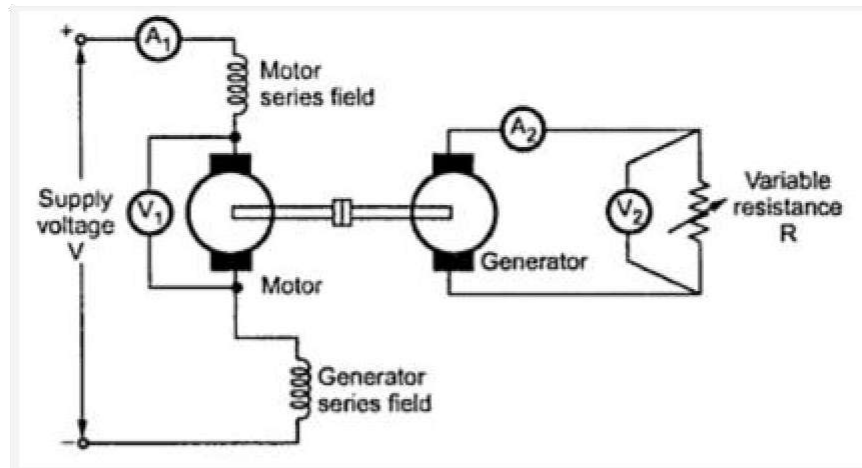 +
A1
Motor
series field
A2
Supply
voltage
V
V1
V2
Variable
resistance
R
Generator
Motor
Generator
series field
−